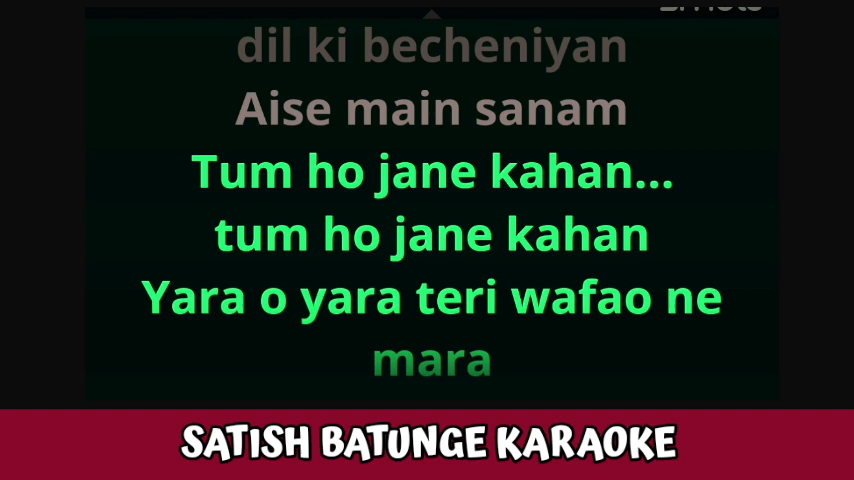 dil ki becheniyan
Aise main sanam
Tum ho jane kahan...
tum ho jane kahan
Yara o yara teri wafao ne
mara
SATISH BATUNGE KARAOKE